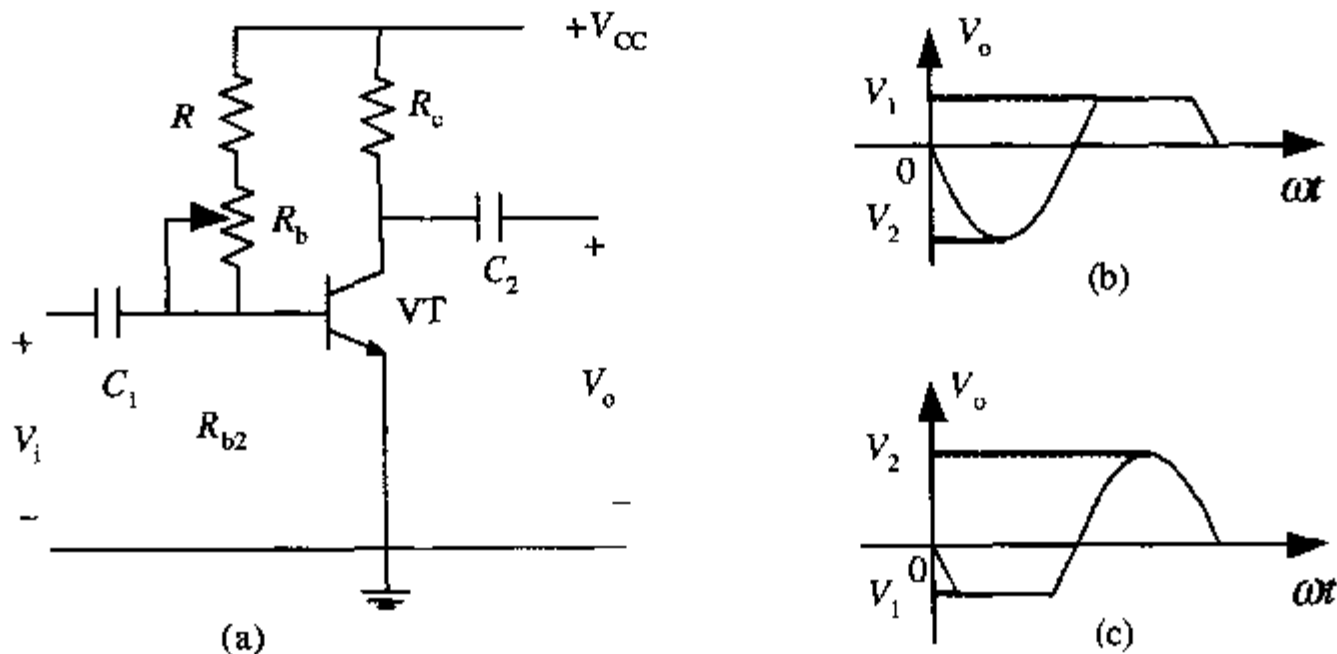 +V_CC
R
R_c
R_b
C_2
+
VT
+
C_1
V_o
V_i
R_b2
−
−
(a)
V_o
V_1
0
ωt
V_2
(b)
V_o
V_2
0
V_1
ωt
(c)